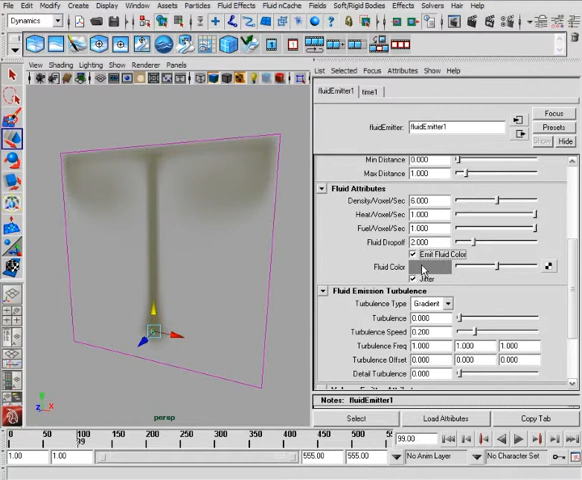 File Edit Modify Create Display Window Assets Particles Fluid Effects Fluid nCache Fields Soft/Rigid Bodies Effects Solvers Hair H
Dynamics
View Shading Lighting Show Renderer Panels
List Selected Focus Attributes Show Help
fluidEmitter1 time1
Focus
fluidEmitter: fluidEmitter1
Presets
Show Hide
Min Distance 0.000
Max Distance 1.000
Fluid Attributes
Density/Voxel/Sec 6.000
Heat/Voxel/Sec 1.000
Fuel/Voxel/Sec 1.000
Fluid Dropoff 2.000
Emit Fluid Color
Fluid Color
Jitter
Fluid Emission Turbulence
Turbulence Type Gradient
Turbulence 0.000
Turbulence Speed 0.200
Turbulence Freq 1.000 1.000 1.000
Turbulence Offset 0.000 0.000 0.000
Detail Turbulence 0.000
z x
persp
Notes: fluidEmitter1
Select Load Attributes Copy Tab
0 50 99 150 200 250 300 350 400 450 500 5
99.00
1.00 1.00 555.00 555.00 No Anim Layer No Character Set